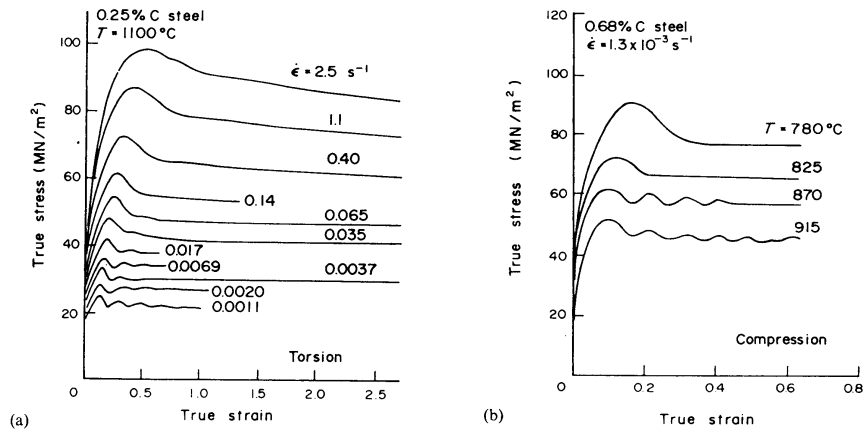 0.25% C steel
T = 1100 °C
ε̇ = 2.5 s⁻¹
1.1
0.40
0.14
0.065
0.035
0.017
0.0069
0.0037
0.0020
0.0011
Torsion
True stress (MN/m²)
100
80
60
40
20
0
0.5
1.0
1.5
2.0
2.5
True strain
(a)
0.68% C steel
ε̇ = 1.3 x 10⁻³ s⁻¹
T = 780 °C
825
870
915
Compression
True stress (MN/m²)
120
100
80
60
40
20
0
0
0.2
0.4
0.6
0.8
True strain
(b)